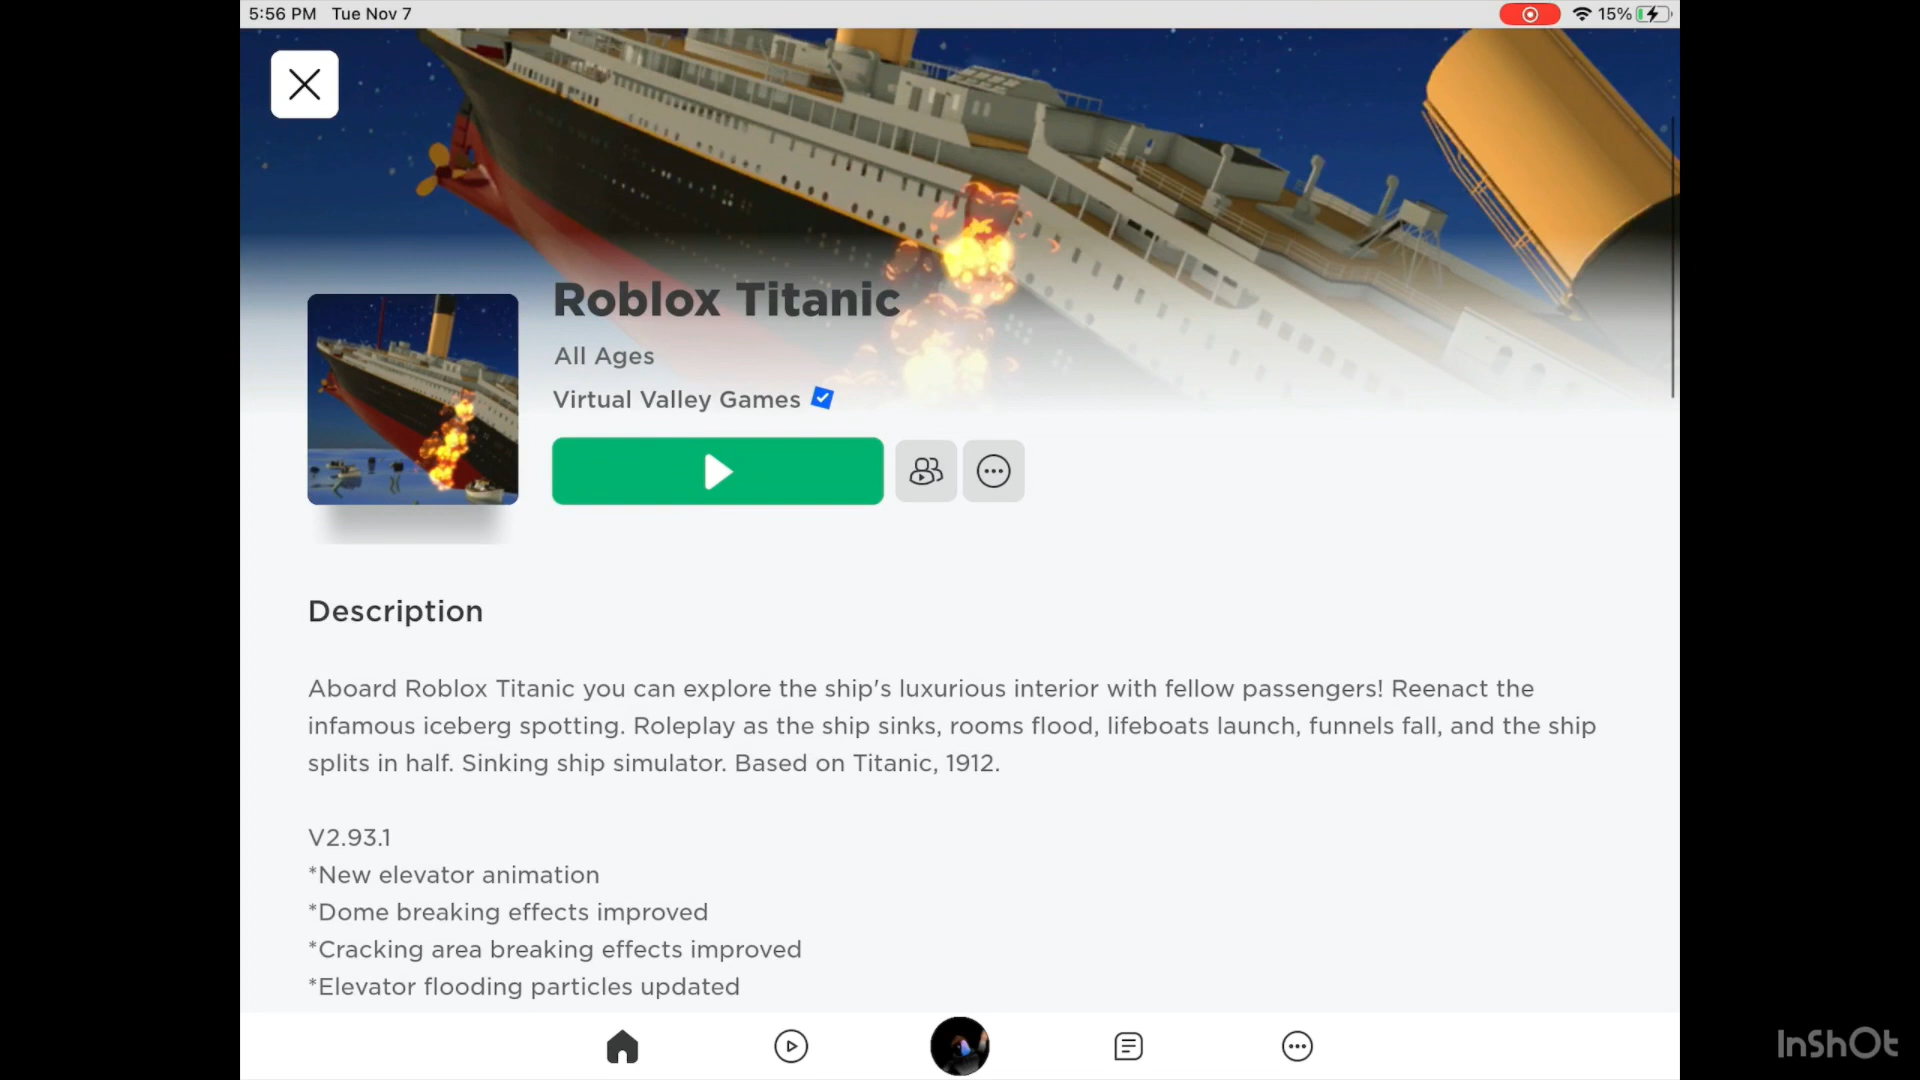 5:56 PM Tue Nov 7
15%
Roblox Titanic
All Ages
Virtual Valley Games
Description
Aboard Roblox Titanic you can explore the ship's luxurious interior with fellow passengers! Reenact the
infamous iceberg spotting. Roleplay as the ship sinks, rooms flood, lifeboats launch, funnels fall, and the ship
splits in half. Sinking ship simulator. Based on Titanic, 1912.
V2.93.1
*New elevator animation
*Dome breaking effects improved
*Cracking area breaking effects improved
*Elevator flooding particles updated
InShOt